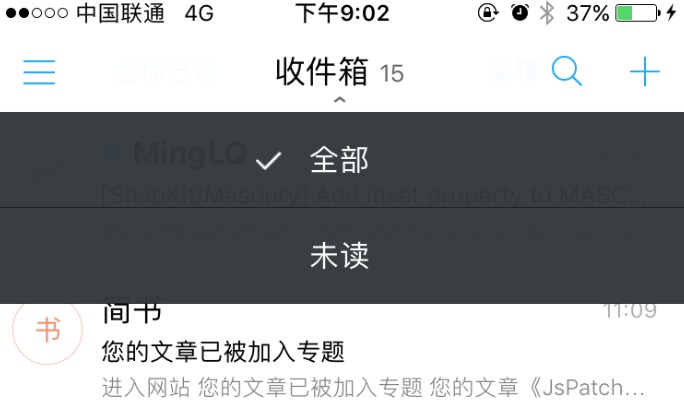 中国联通 4G 下午9:02 37%
全标已读 收件箱 15 编辑
MingLQ
✓ 全部
[SnapKit/Masonry] Add inset property to MASC...
未读
简书 11:09
书
您的文章已被加入专题
进入网站 您的文章已被加入专题 您的文章《JsPatch...